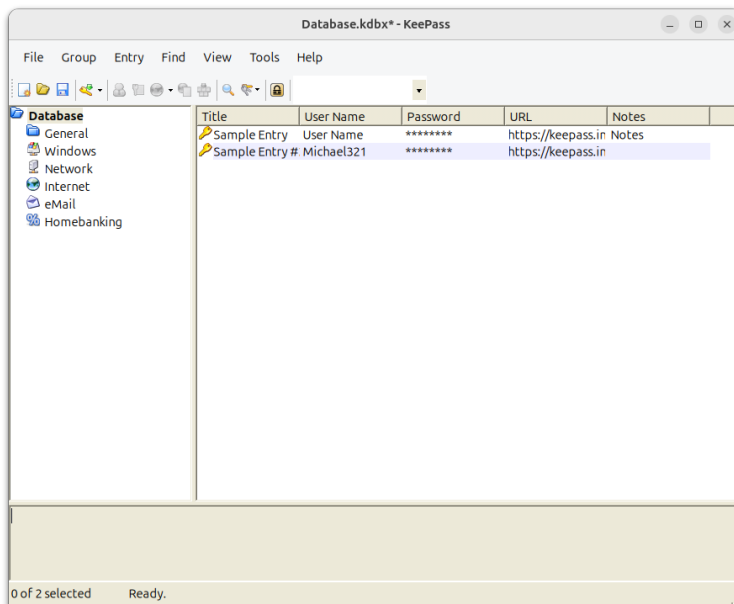 Database.kdbx* - KeePass
File Group Entry Find View Tools Help
Database
General
Windows
Network
Internet
eMail
Homebanking
Title User Name Password URL Notes
Sample Entry User Name ******** https://keepass.in Notes
Sample Entry # Michael321 ******** https://keepass.in
0 of 2 selected Ready.